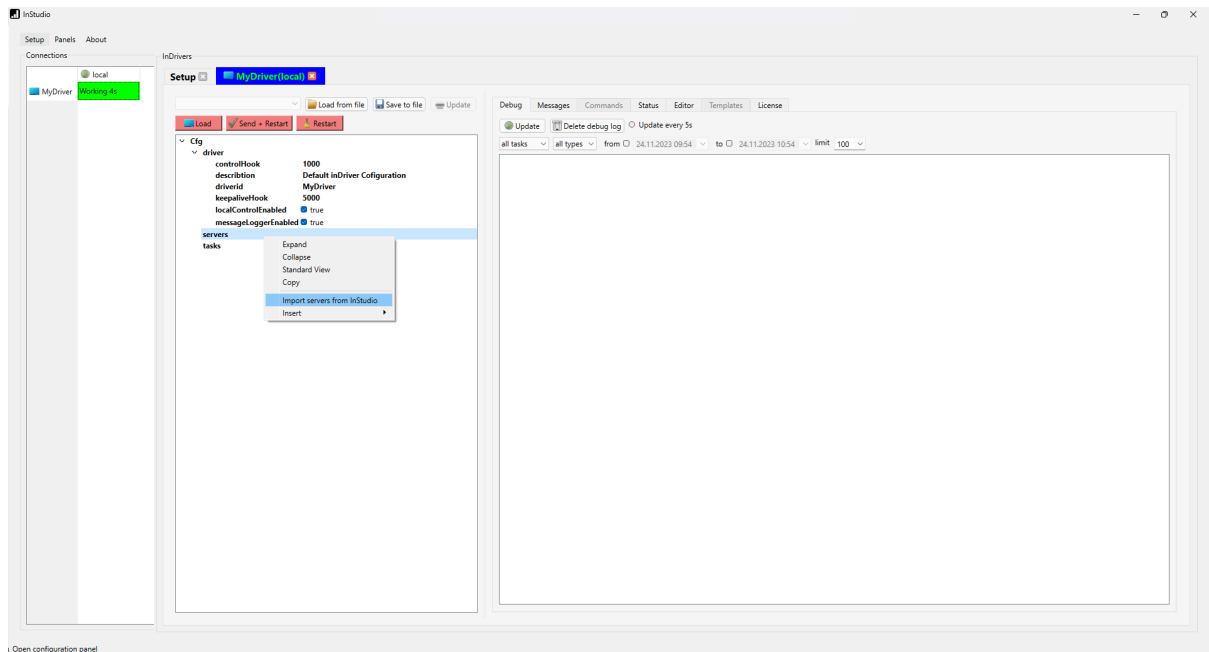 InStudio
Setup Panels About
Connections
InDrivers
local
MyDriver Working 4s
Setup MyDriver(local)
Load from file Save to file Update
Load Send + Restart Restart
Cfg
driver
controlHook 1000
describtion Default inDriver Cofiguration
driverid MyDriver
keepaliveHook 5000
localControlEnabled true
messageLoggerEnabled true
servers
tasks
Expand
Collapse
Standard View
Copy
Import servers from InStudio
Insert
Debug Messages Commands Status Editor Templates License
Update Delete debug log Update every 5s
all tasks all types from 24.11.2023 09:54 to 24.11.2023 10:54 limit 100
Open configuration panel